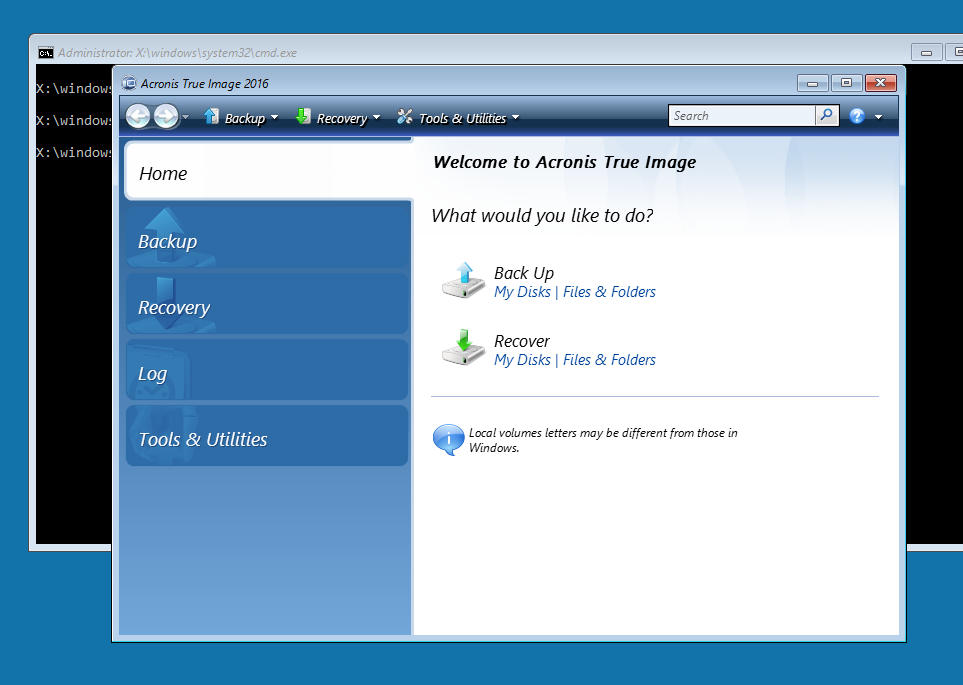 Administrator: X:\windows\system32\cmd.exe
Acronis True Image 2016
X:\windows
X:\windows
X:\windows
Backup
Recovery
Tools & Utilities
Search
Home
Backup
Recovery
Log
Tools & Utilities
Welcome to Acronis True Image
What would you like to do?
Back Up
My Disks | Files & Folders
Recover
My Disks | Files & Folders
Local volumes letters may be different from those in
Windows.